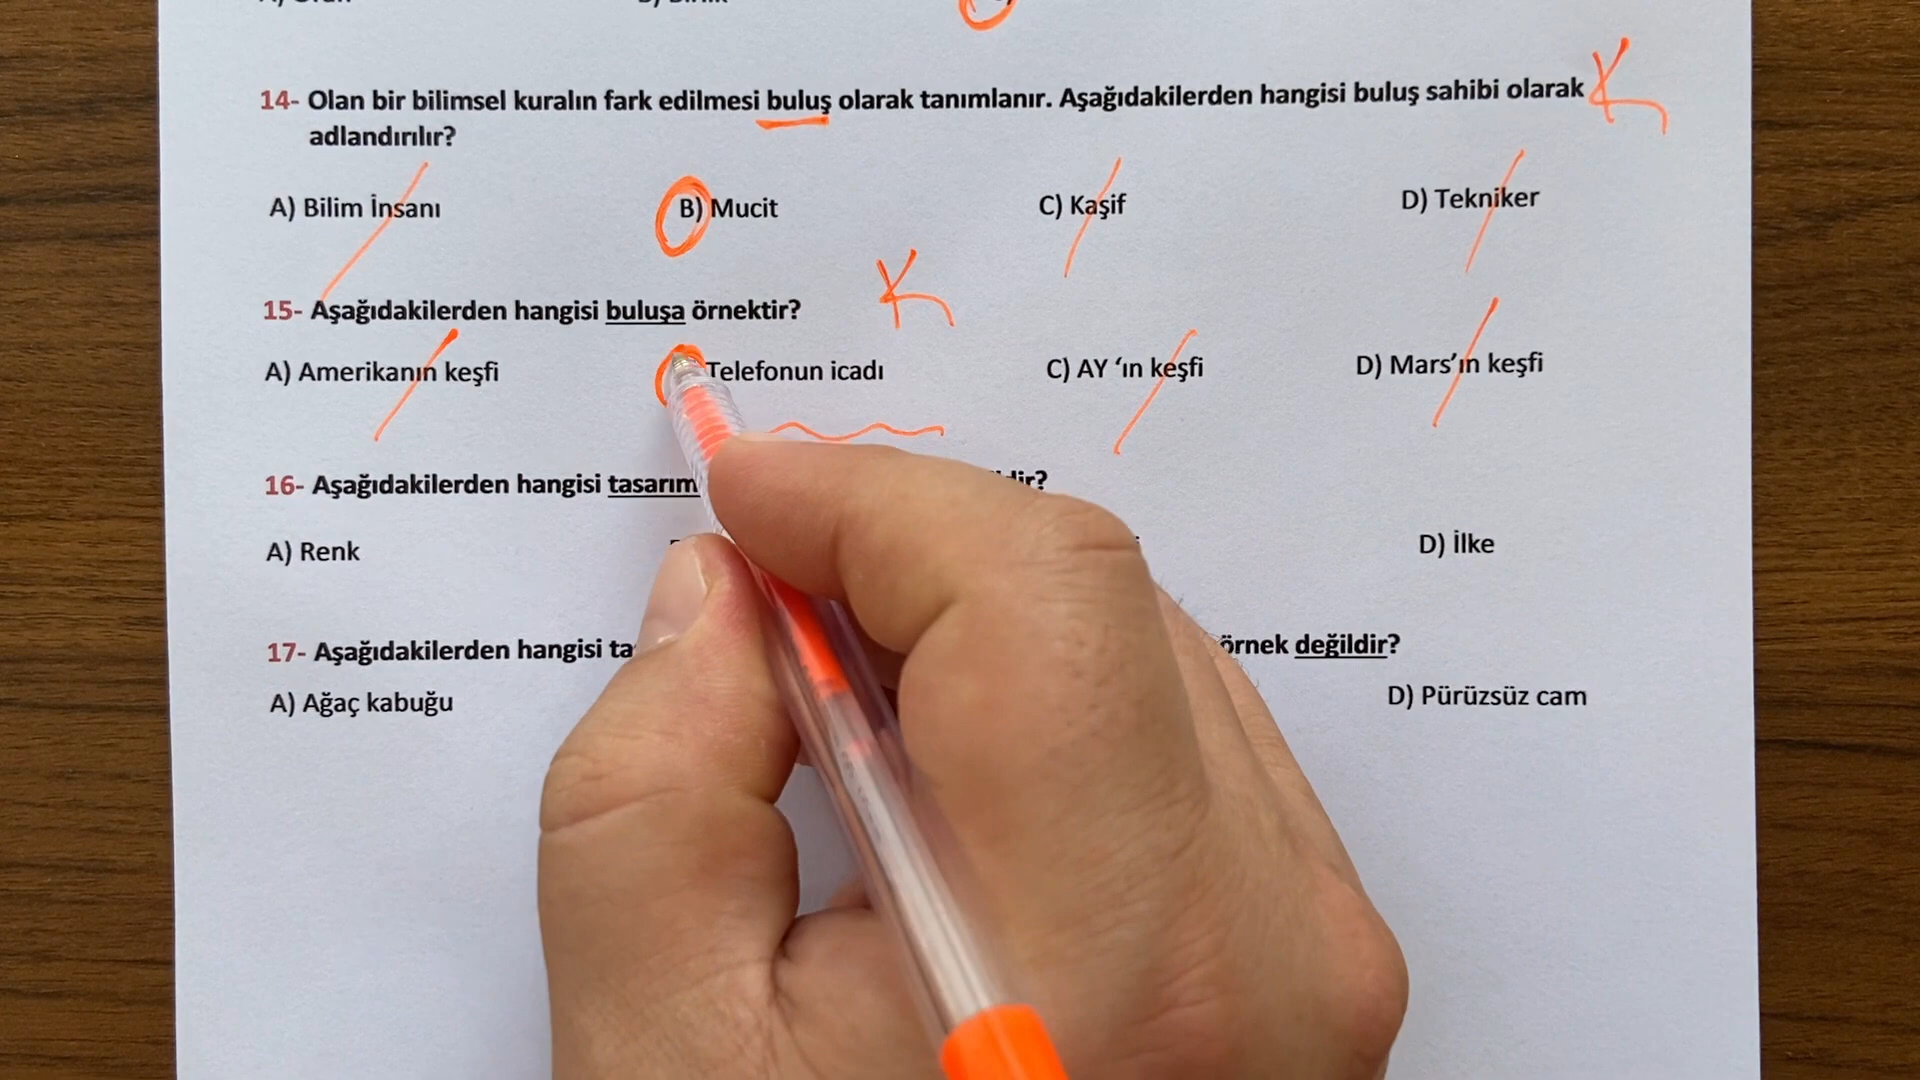 14- Olan bir bilimsel kuralın fark edilmesi buluş olarak tanımlanır. Aşağıdakilerden hangisi buluş sahibi olarak K
adlandırılır?
A) Bilim İnsanı B) Mucit C) Kaşif D) Tekniker
15- Aşağıdakilerden hangisi buluşa örnektir? K
A) Amerikanın keşfi Telefonun icadı C) AY ‘ın keşfi D) Mars’ın keşfi
16- Aşağıdakilerden hangisi tasarım
A) Renk D) İlke
17- Aşağıdakilerden hangisi örnek değildir?
A) Ağaç kabuğu D) Pürüzsüz cam